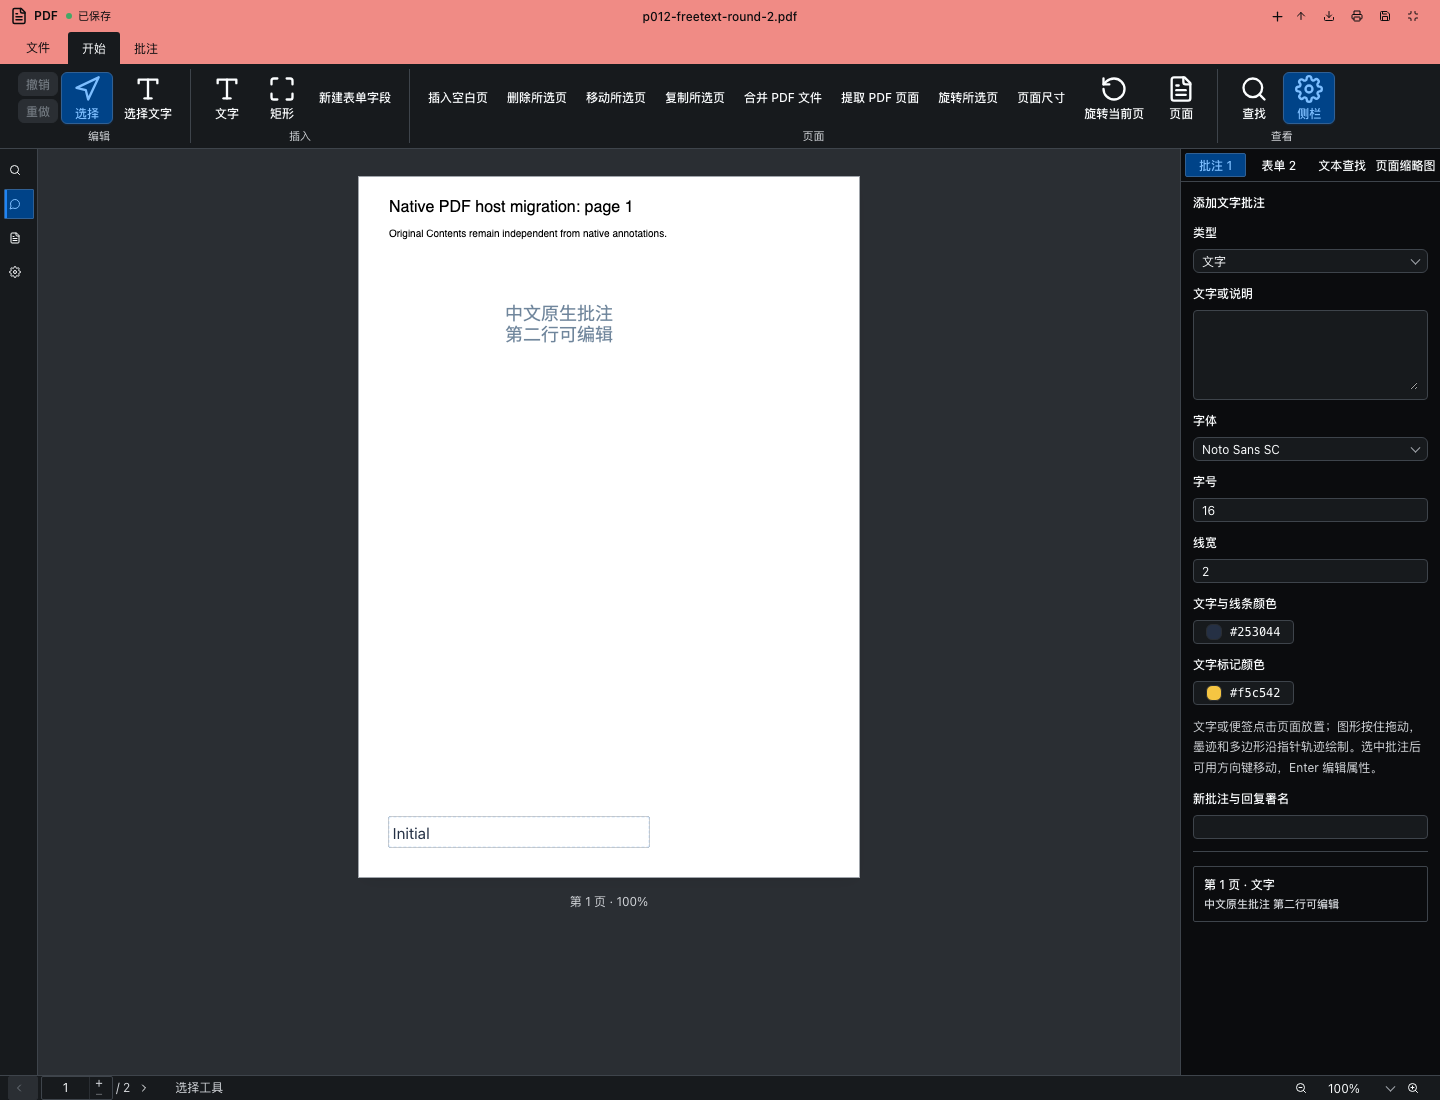 PDF 已保存
p012-freetext-round-2.pdf
文件 开始 批注
撤销
重做
选择 选择文字
编辑
文字 矩形 新建表单字段
插入
插入空白页 删除所选页 移动所选页 复制所选页 合并 PDF 文件 提取 PDF 页面 旋转所选页 页面尺寸 旋转当前页 页面
页面
查找 侧栏
查看
Native PDF host migration: page 1
Original Contents remain independent from native annotations.
中文原生批注
第二行可编辑
Initial
第 1 页 · 100%
批注 1 表单 2 文本查找 页面缩略图
添加文字批注
类型
文字
文字或说明
字体
Noto Sans SC
字号
16
线宽
2
文字与线条颜色
#253044
文字标记颜色
#f5c542
文字或便签点击页面放置；图形按住拖动，
墨迹和多边形沿指针轨迹绘制。选中批注后
可用方向键移动，Enter 编辑属性。
新批注与回复署名
第 1 页 · 文字
中文原生批注 第二行可编辑
1 / 2 选择工具
100%